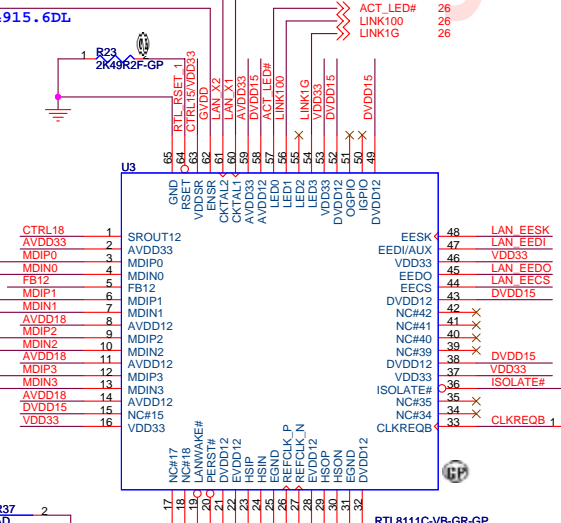 4915.6DL
ACT_LED# 26
LINK100 26
LINK1G 26
1 R23 2
2K49R2F-GP
RTL_RSET_1
CTRL15/VDD33
GVDD
LAN_X2
LAN_X1
AVDD33
DVDD15
ACT_LED#
LINK100
LINK1G
VDD33
DVDD15
DVDD15
65 64 63 62 61 60 59 58 57 56 55 54 53 52 51 50 49
U3
GND
RSET
VDDSR
ENSR
CKTAL2
CKTAL1
AVDD33
AVDD12
LED0
LED1
LED2
LED3
VDD33
DVDD12
OGPIO
IGPIO
DVDD12
CTRL18 1 SROUT12
AVDD33 2 AVDD33
MDIP0 3 MDIP0
MDIN0 4 MDIN0
FB12 5 FB12
MDIP1 6 MDIP1
MDIN1 7 MDIN1
AVDD18 8 AVDD12
MDIP2 9 MDIP2
MDIN2 10 MDIN2
AVDD18 11 AVDD12
MDIP3 12 MDIP3
MDIN3 13 MDIN3
AVDD18 14 AVDD12
DVDD15 15 NC#15
VDD33 16 VDD33
EESK 48 LAN_EESK
EEDI/AUX 47 LAN_EEDI
VDD33 46 VDD33
EEDO 45 LAN_EEDO
EECS 44 LAN_EECS
DVDD12 43 DVDD15
NC#42 42
NC#41 41
NC#40 40
NC#39 39
DVDD12 38 DVDD15
VDD33 37 VDD33
ISOLATE# 36 ISOLATE#
NC#35 35
NC#34 34
CLKREQB 33 CLKREQB 1
NC#17
NC#18
LANWAKE#
PERST#
DVDD12
EVDD12
HSIP
HSIN
EGND
REFCLK_P
REFCLK_N
EVDD12
HSOP
HSON
EGND
DVDD12
17 18 19 20 21 22 23 24 25 26 27 28 29 30 31 32
GP
R37 2
RTL8111C-VB-GR-GP